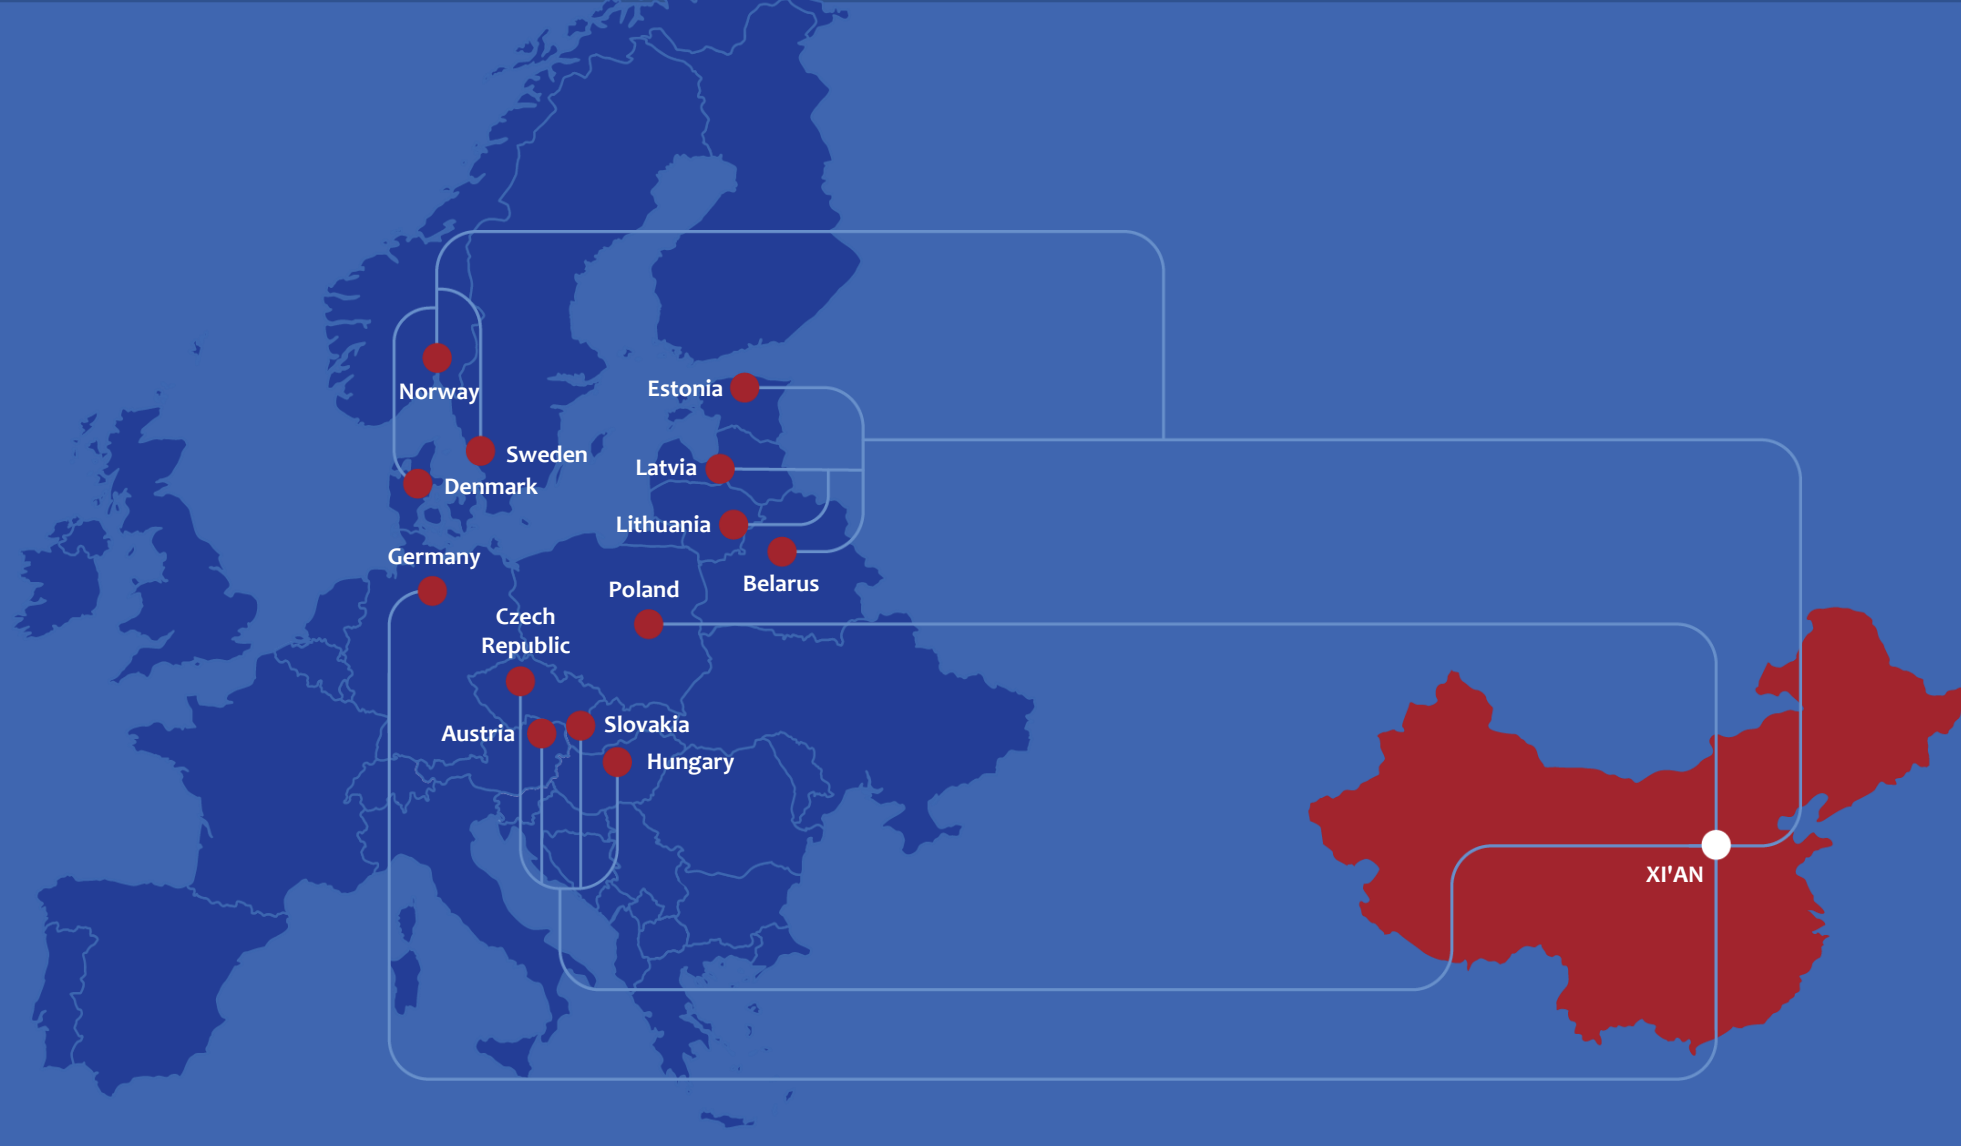 Norway
Estonia
Sweden
Latvia
Denmark
Lithuania
Germany
Belarus
Poland
Czech
Republic
Slovakia
Austria
Hungary
XI'AN